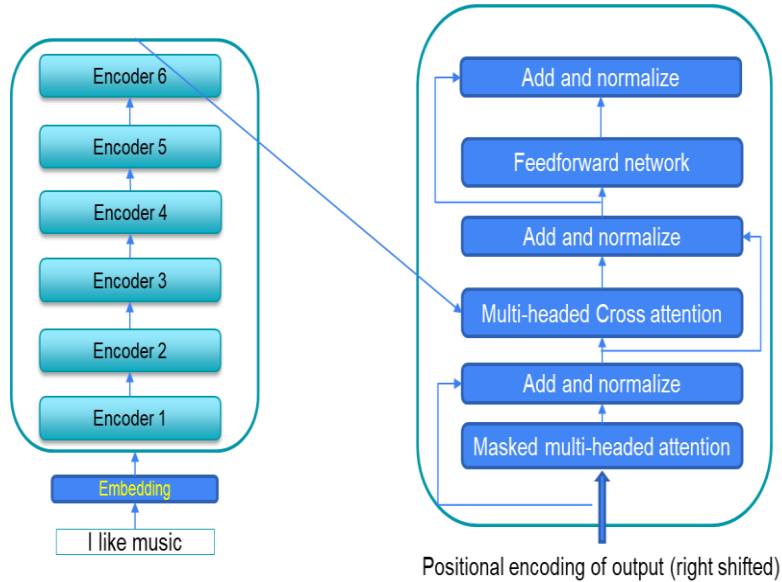 Encoder 6
Encoder 5
Encoder 4
Encoder 3
Encoder 2
Encoder 1
Embedding
I like music
Add and normalize
Feedforward network
Add and normalize
Multi-headed Cross attention
Add and normalize
Masked multi-headed attention
Positional encoding of output (right shifted)